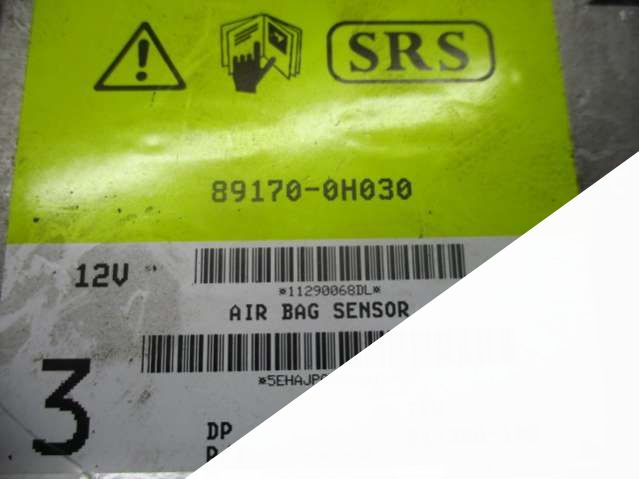 SRS
89170-0H030
12V
*11290068DL*
AIR BAG SENSOR
3
DP